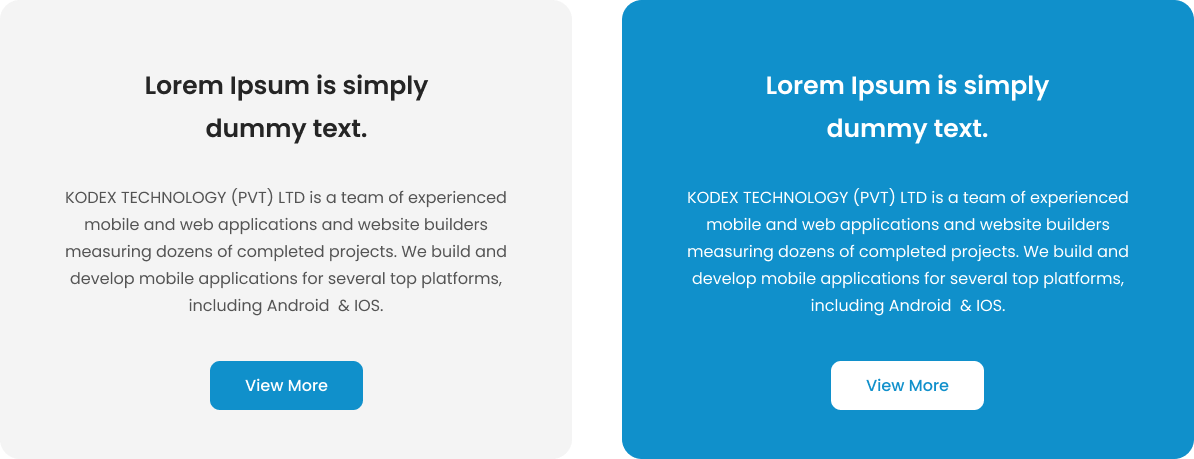 Lorem Ipsum is simply
dummy text.
KODEX TECHNOLOGY (PVT) LTD is a team of experienced
mobile and web applications and website builders
measuring dozens of completed projects. We build and
develop mobile applications for several top platforms,
including Android  & IOS.
View More
Lorem Ipsum is simply
dummy text.
KODEX TECHNOLOGY (PVT) LTD is a team of experienced
mobile and web applications and website builders
measuring dozens of completed projects. We build and
develop mobile applications for several top platforms,
including Android  & IOS.
View More